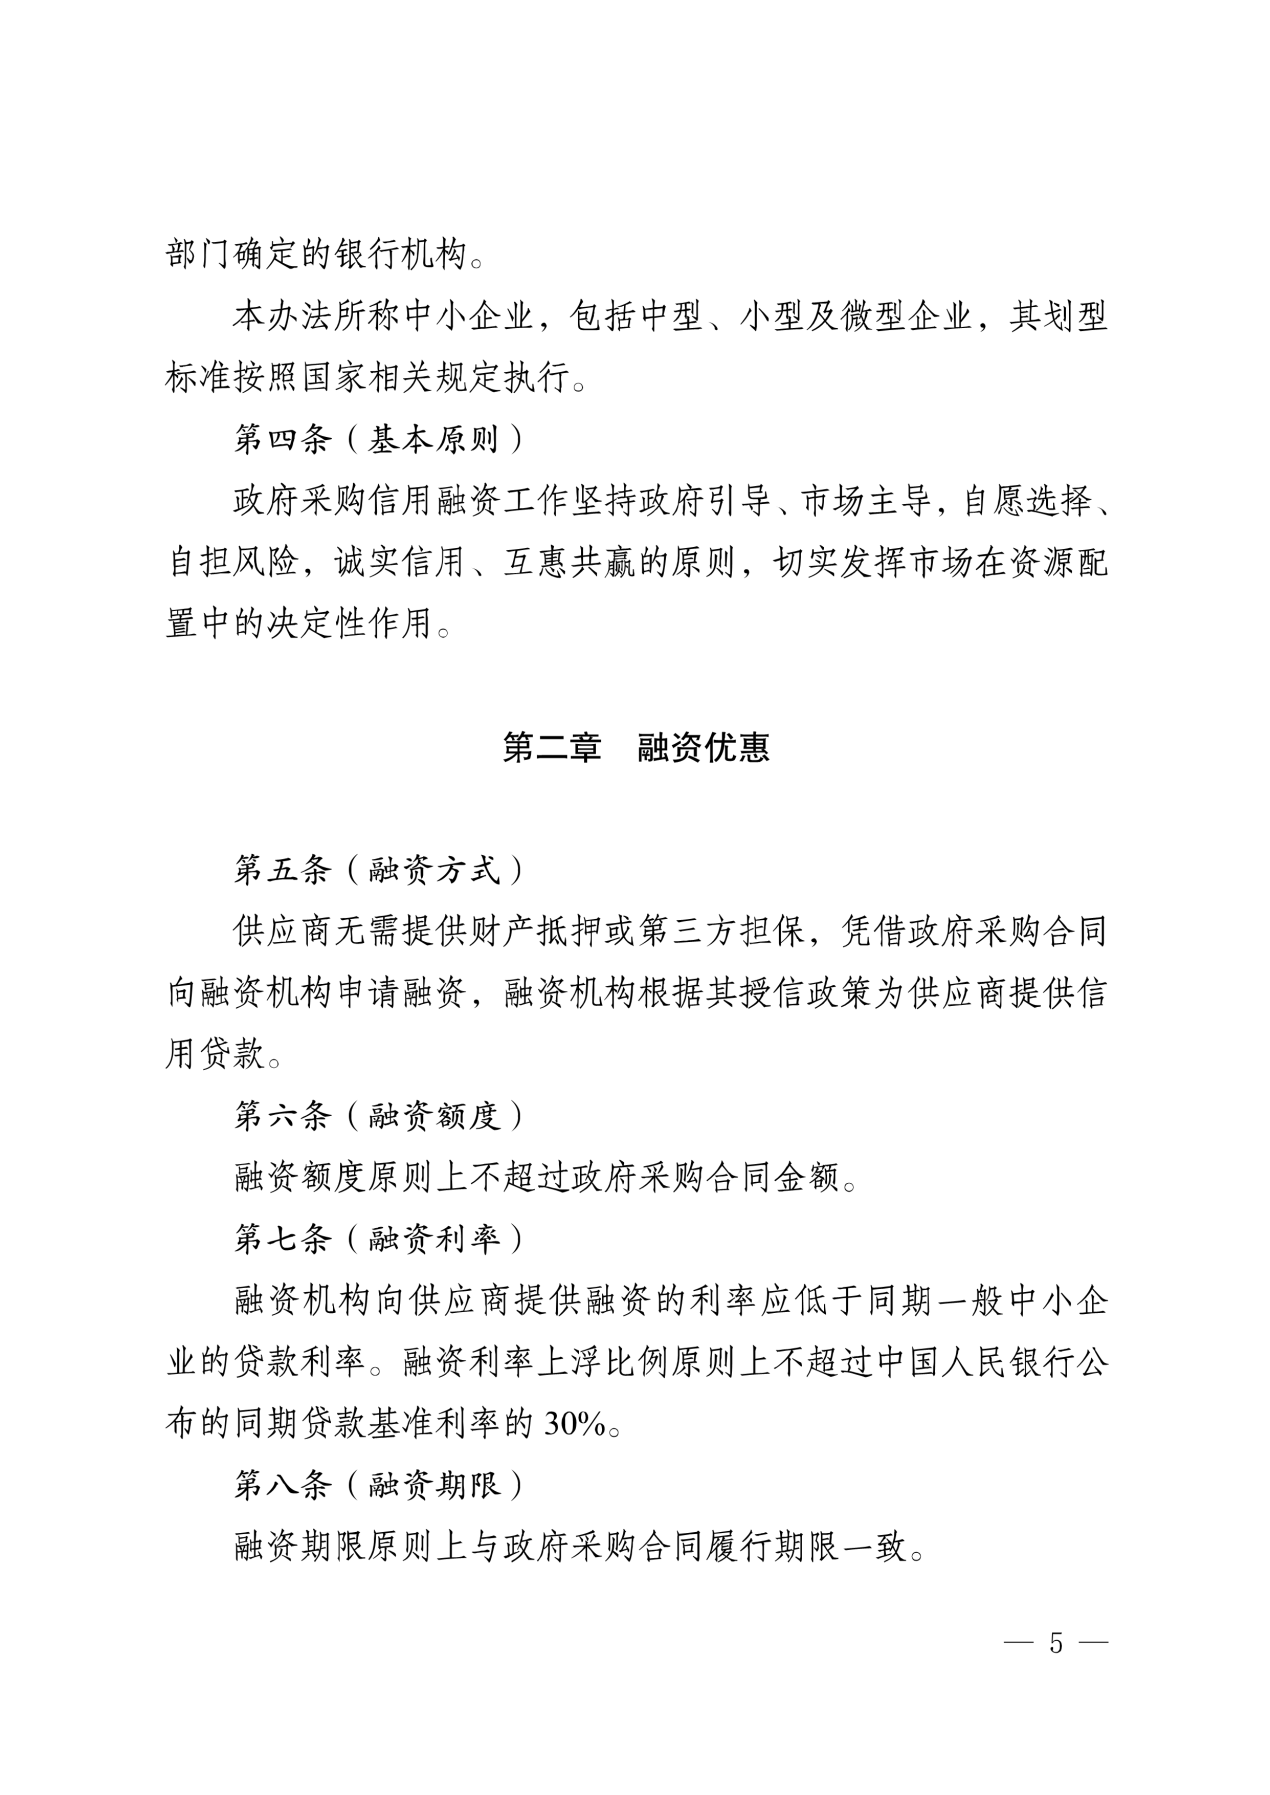 部门确定的银行机构。
本办法所称中小企业，包括中型、小型及微型企业，其划型
标准按照国家相关规定执行。
第四条（基本原则）
政府采购信用融资工作坚持政府引导、市场主导，自愿选择、
自担风险，诚实信用、互惠共赢的原则，切实发挥市场在资源配
置中的决定性作用。
第二章　融资优惠
第五条（融资方式）
供应商无需提供财产抵押或第三方担保，凭借政府采购合同
向融资机构申请融资，融资机构根据其授信政策为供应商提供信
用贷款。
第六条（融资额度）
融资额度原则上不超过政府采购合同金额。
第七条（融资利率）
融资机构向供应商提供融资的利率应低于同期一般中小企
业的贷款利率。融资利率上浮比例原则上不超过中国人民银行公
布的同期贷款基准利率的 30%。
第八条（融资期限）
融资期限原则上与政府采购合同履行期限一致。
— 5 —